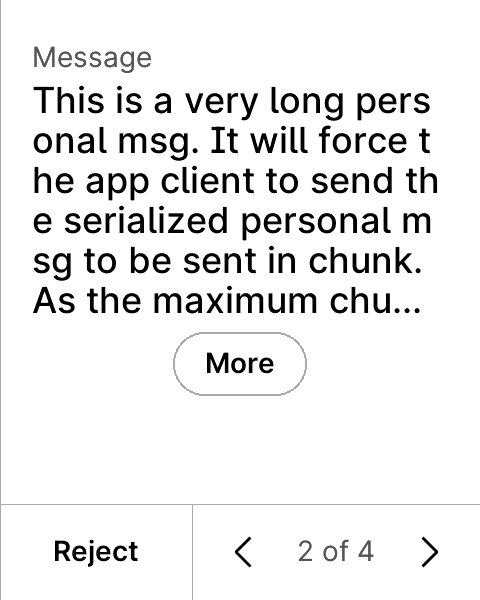 Message
This is a very long pers
onal msg. It will force t
he app client to send th
e serialized personal m
sg to be sent in chunk.
As the maximum chu...
More
Reject
2 of 4